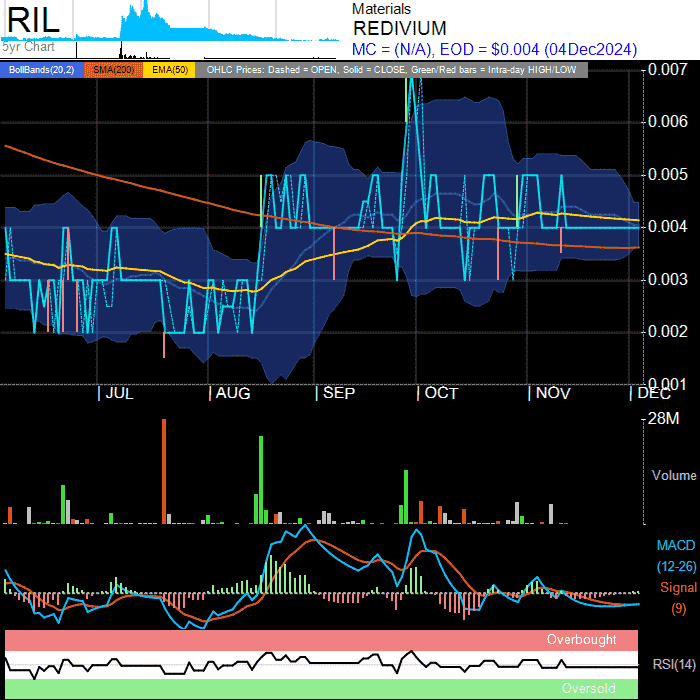 RIL
5yr Chart
Materials
REDIVIUM
MC = (N/A), EOD = $0.004 (04Dec2024)
BollBands(20,2) SMA(200) EMA(50) OHLC Prices: Dashed = OPEN, Solid = CLOSE, Green/Red bars = Intra-day HIGH/LOW
0.007
0.006
0.005
0.004
0.003
0.002
0.001
JUL AUG SEP OCT NOV DEC
28M
Volume
MACD
(12-26)
Signal
(9)
Overbought
RSI(14)
Oversold